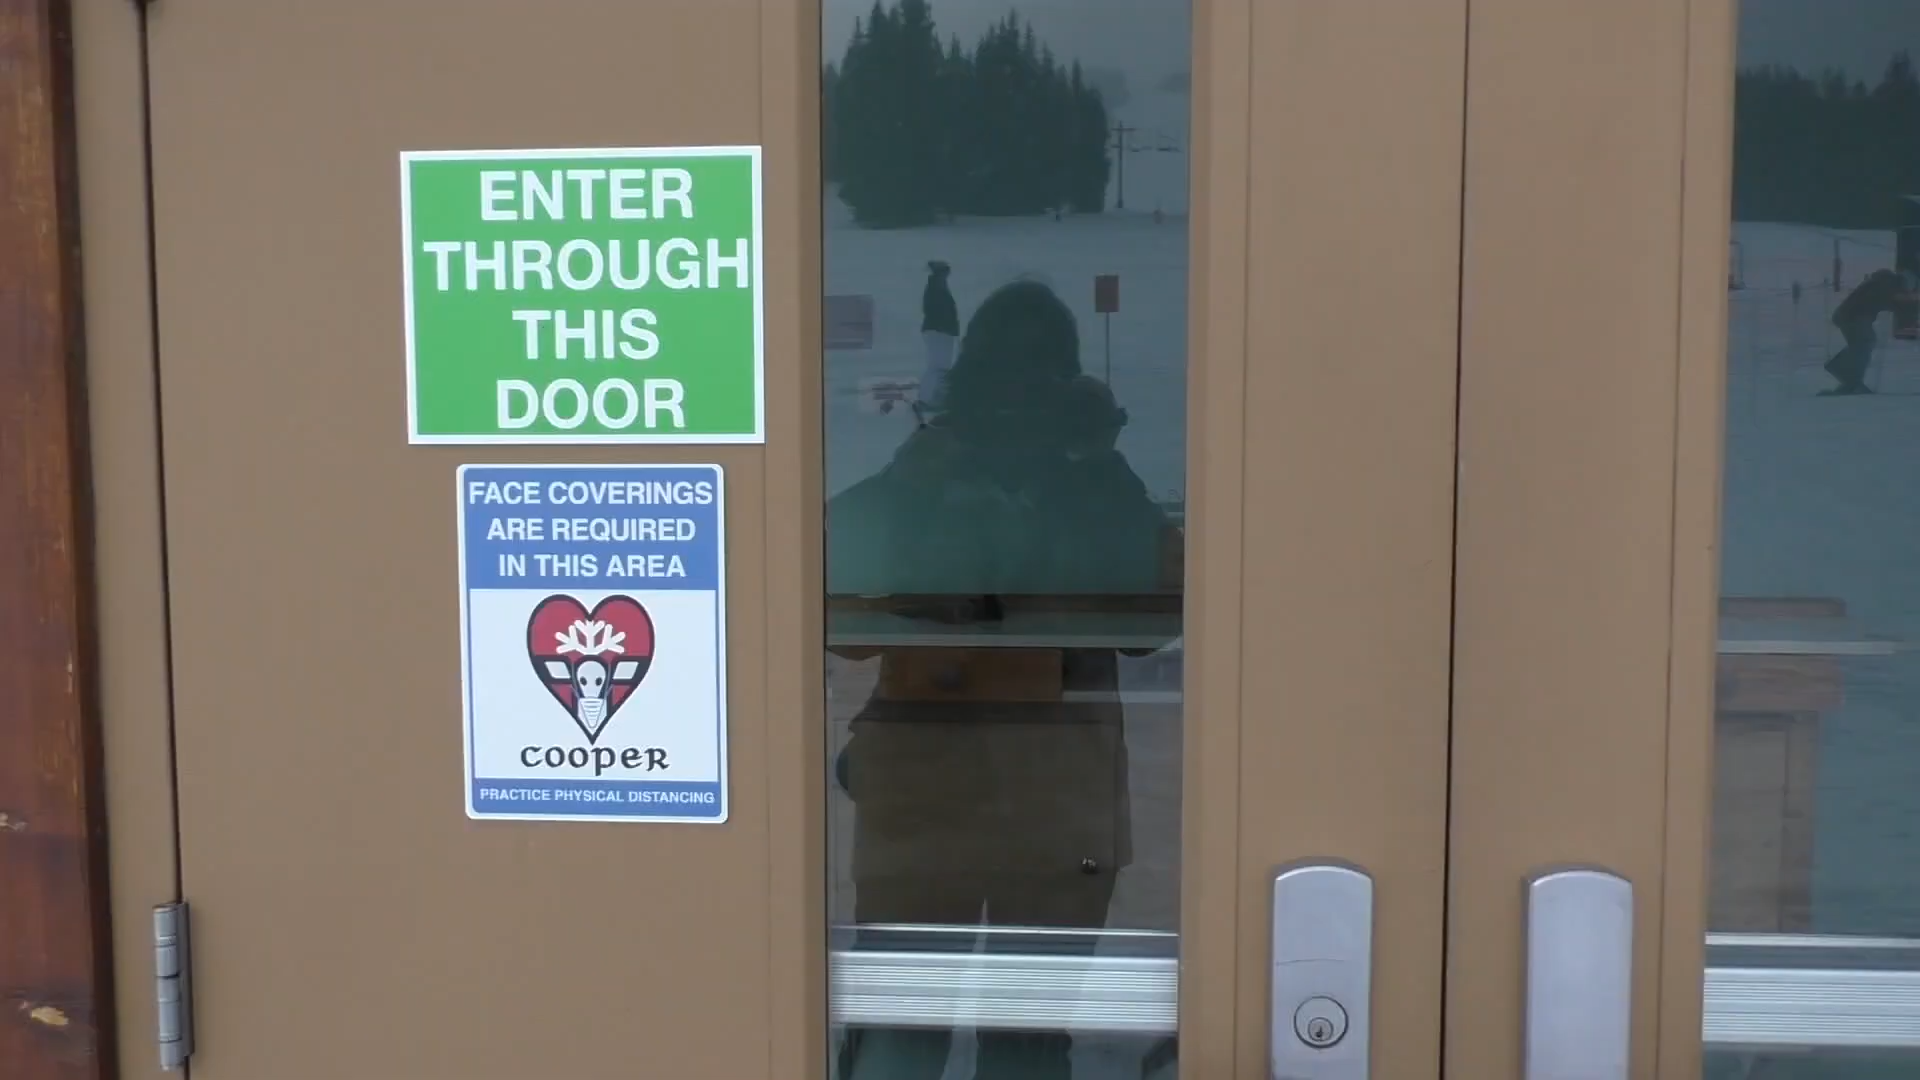 ENTER
THROUGH
THIS
DOOR
FACE COVERINGS
ARE REQUIRED
IN THIS AREA
cooper
PRACTICE PHYSICAL DISTANCING